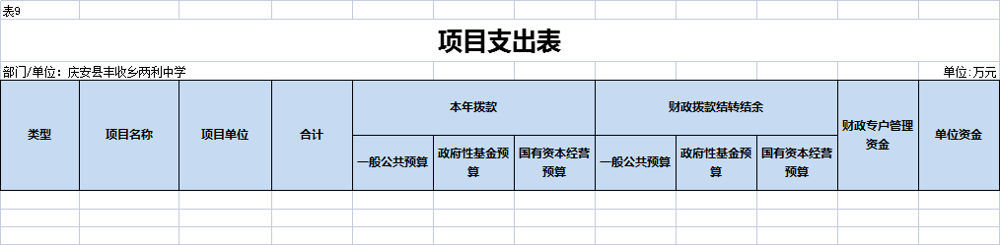 表9
项目支出表
部门/单位：庆安县丰收乡两利中学 单位:万元
类型 项目名称 项目单位 合计 本年拨款 财政拨款结转结余 财政专户管理
资金 单位资金
一般公共预算 政府性基金预
算 国有资本经营
预算 一般公共预算 政府性基金预
算 国有资本经营
预算